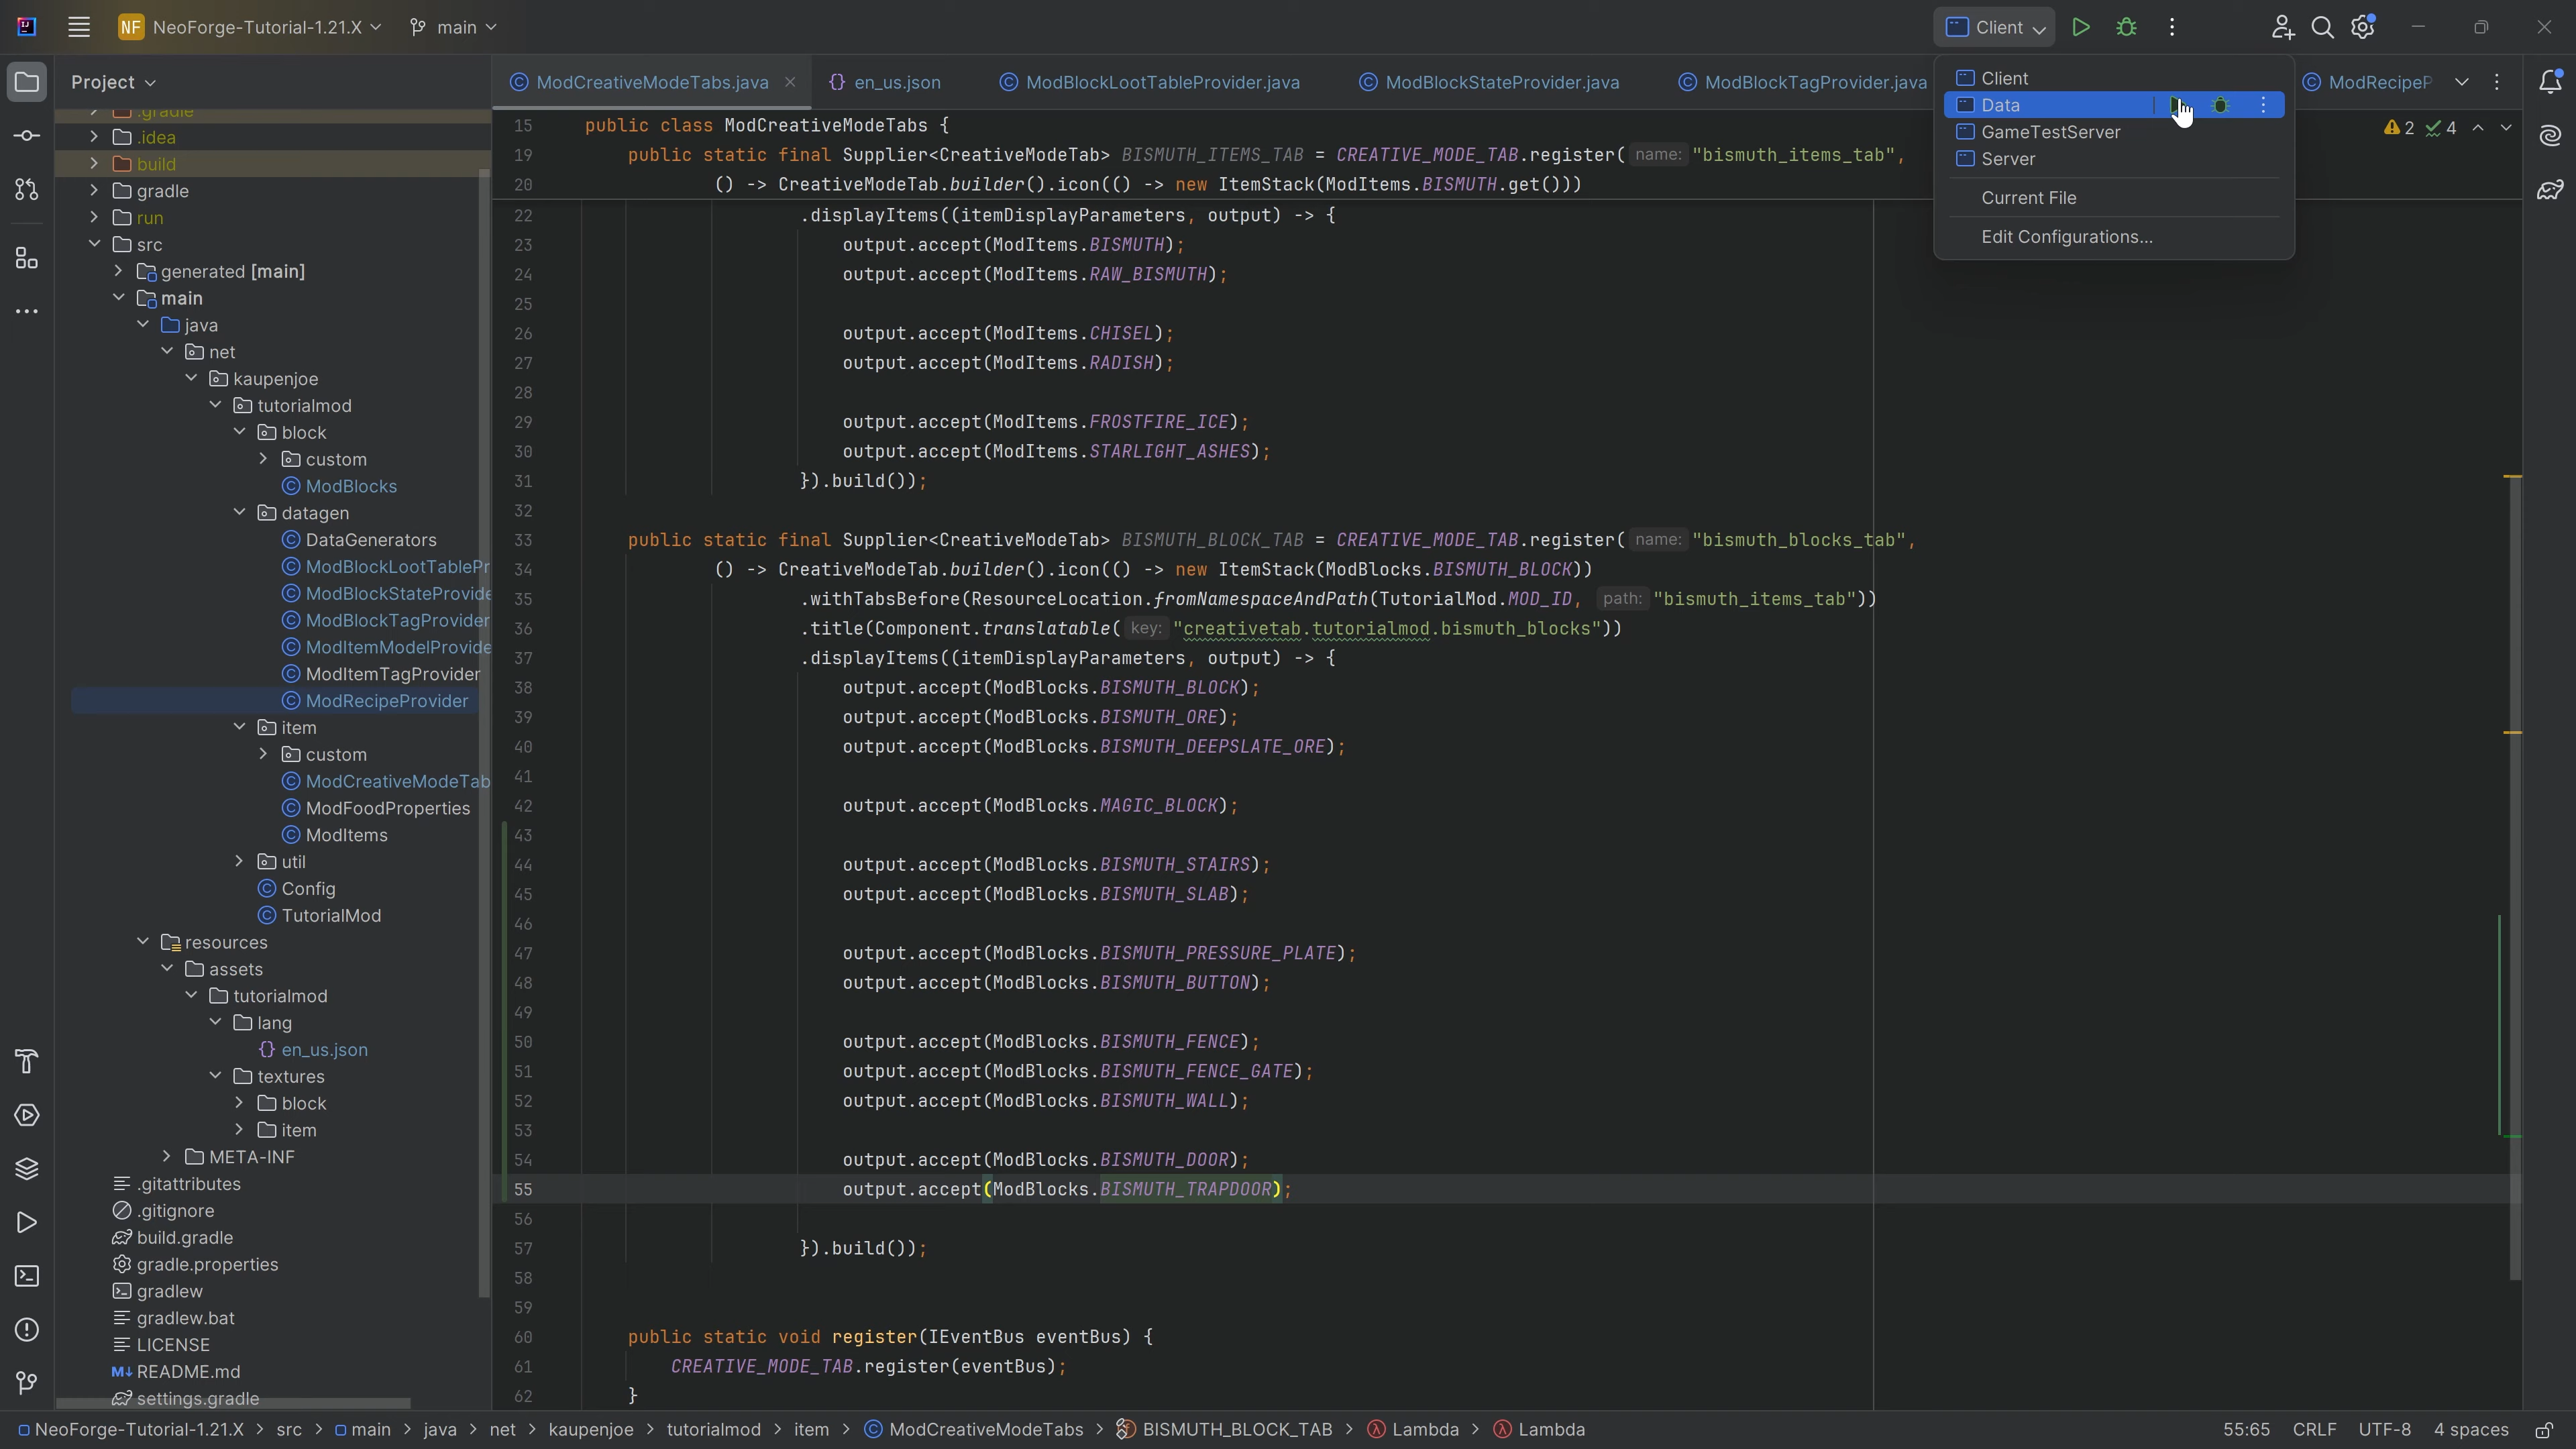 NF NeoForge-Tutorial-1.21.X main Client
Project
ModCreativeModeTabs.java en_us.json ModBlockLootTableProvider.java ModBlockStateProvider.java ModBlockTagProvider.java ModRecipeP
Client
Data
GameTestServer
Server
Current File
Edit Configurations...
2 4
.gradle
.idea
build
gradle
run
src
generated [main]
main
java
net
kaupenjoe
tutorialmod
block
custom
ModBlocks
datagen
DataGenerators
ModBlockLootTablePr
ModBlockStateProvide
ModBlockTagProvider
ModItemModelProvide
ModItemTagProvider
ModRecipeProvider
item
custom
ModCreativeModeTab
ModFoodProperties
ModItems
util
Config
TutorialMod
resources
assets
tutorialmod
lang
en_us.json
textures
block
item
META-INF
.gitattributes
.gitignore
build.gradle
gradle.properties
gradlew
gradlew.bat
LICENSE
README.md
settings.gradle
15 public class ModCreativeModeTabs {
19 public static final Supplier<CreativeModeTab> BISMUTH_ITEMS_TAB = CREATIVE_MODE_TAB.register( name: "bismuth_items_tab",
20 () -> CreativeModeTab.builder().icon(() -> new ItemStack(ModItems.BISMUTH.get()))
22 .displayItems((itemDisplayParameters, output) -> {
23 output.accept(ModItems.BISMUTH);
24 output.accept(ModItems.RAW_BISMUTH);
25
26 output.accept(ModItems.CHISEL);
27 output.accept(ModItems.RADISH);
28
29 output.accept(ModItems.FROSTFIRE_ICE);
30 output.accept(ModItems.STARLIGHT_ASHES);
31 }).build());
32
33 public static final Supplier<CreativeModeTab> BISMUTH_BLOCK_TAB = CREATIVE_MODE_TAB.register( name: "bismuth_blocks_tab",
34 () -> CreativeModeTab.builder().icon(() -> new ItemStack(ModBlocks.BISMUTH_BLOCK))
35 .withTabsBefore(ResourceLocation.fromNamespaceAndPath(TutorialMod.MOD_ID, path: "bismuth_items_tab"))
36 .title(Component.translatable( key: "creativetab.tutorialmod.bismuth_blocks"))
37 .displayItems((itemDisplayParameters, output) -> {
38 output.accept(ModBlocks.BISMUTH_BLOCK);
39 output.accept(ModBlocks.BISMUTH_ORE);
40 output.accept(ModBlocks.BISMUTH_DEEPSLATE_ORE);
41
42 output.accept(ModBlocks.MAGIC_BLOCK);
43
44 output.accept(ModBlocks.BISMUTH_STAIRS);
45 output.accept(ModBlocks.BISMUTH_SLAB);
46
47 output.accept(ModBlocks.BISMUTH_PRESSURE_PLATE);
48 output.accept(ModBlocks.BISMUTH_BUTTON);
49
50 output.accept(ModBlocks.BISMUTH_FENCE);
51 output.accept(ModBlocks.BISMUTH_FENCE_GATE);
52 output.accept(ModBlocks.BISMUTH_WALL);
53
54 output.accept(ModBlocks.BISMUTH_DOOR);
55 output.accept(ModBlocks.BISMUTH_TRAPDOOR);
56
57 }).build());
58
59
60 public static void register(IEventBus eventBus) {
61 CREATIVE_MODE_TAB.register(eventBus);
62 }
NeoForge-Tutorial-1.21.X > src > main > java > net > kaupenjoe > tutorialmod > item > ModCreativeModeTabs > BISMUTH_BLOCK_TAB > Lambda > Lambda 55:65 CRLF UTF-8 4 spaces